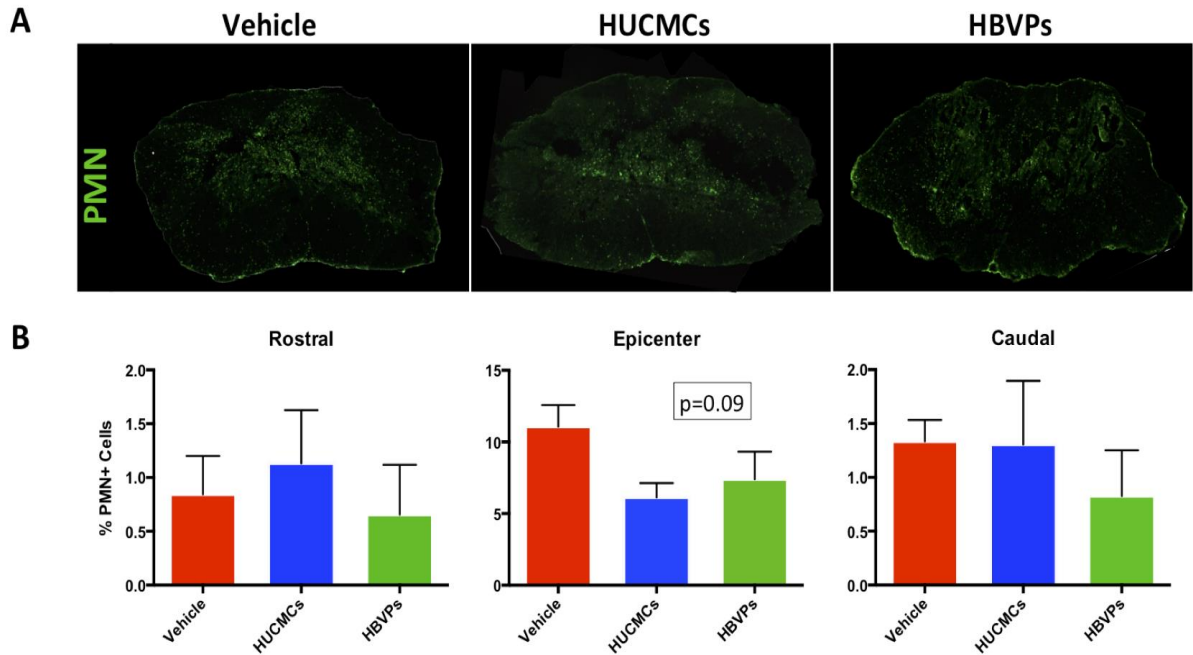 A
Vehicle
HUCMCs
HBVPs
PMN
B
Rostral
Epicenter
Caudal
% PMN+ Cells
2.0
1.5
1.0
0.5
0.0
Vehicle
HUCMCs
HBVPs
15
10
5
0
p=0.09
Vehicle
HUCMCs
HBVPs
2.0
1.5
1.0
0.5
0.0
Vehicle
HUCMCs
HBVPs